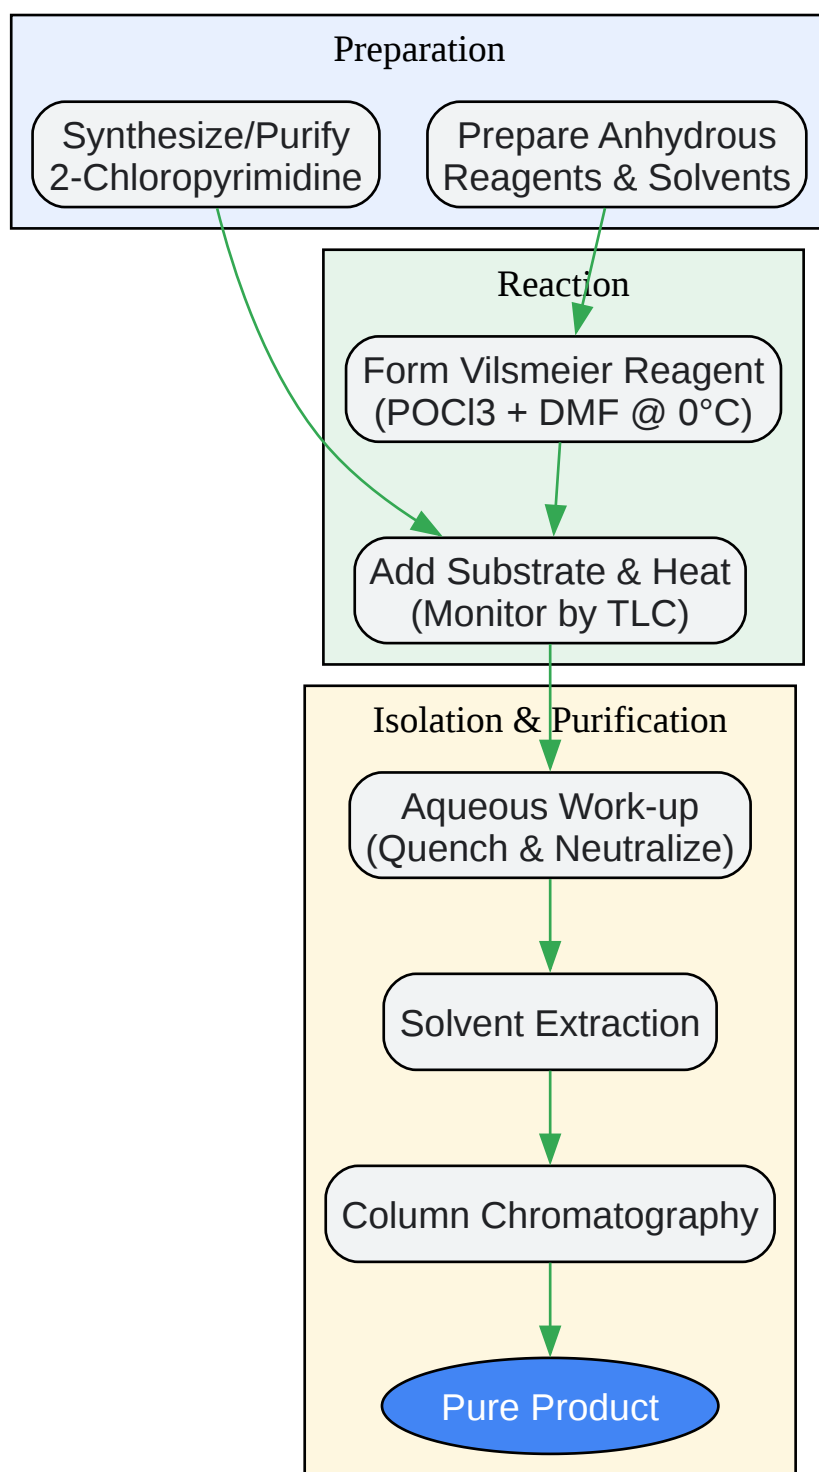 Preparation
Synthesize/Purify
2-Chloropyrimidine
Prepare Anhydrous
Reagents & Solvents
Reaction
Form Vilsmeier Reagent
(POCl3 + DMF @ 0°C)
Add Substrate & Heat
(Monitor by TLC)
Isolation & Purification
Aqueous Work-up
(Quench & Neutralize)
Solvent Extraction
Column Chromatography
Pure Product